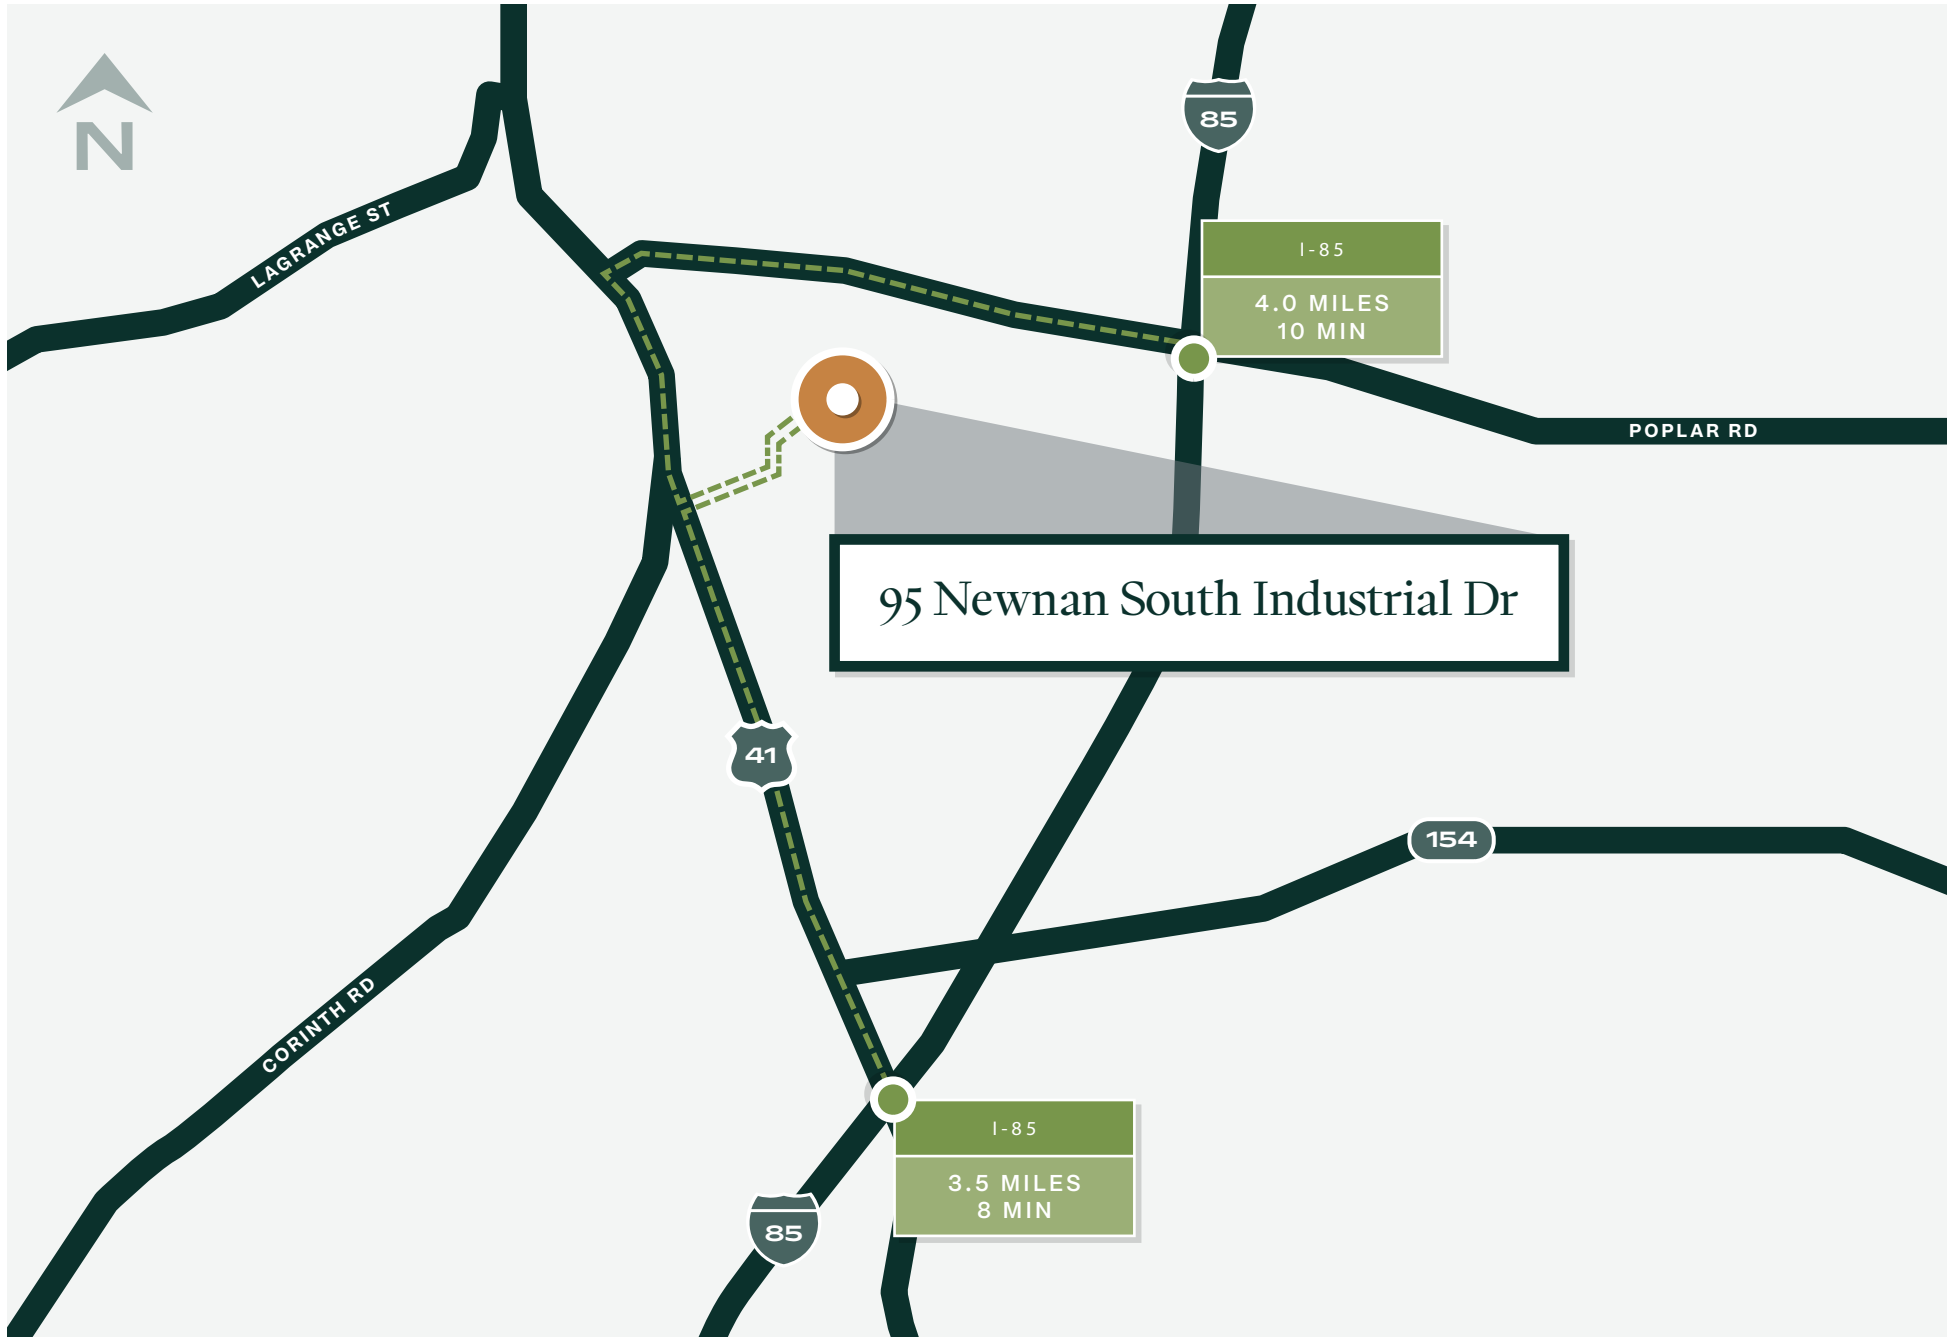 N
85
LAGRANGE ST
I-85
4.0 MILES
10 MIN
POPLAR RD
95 Newnan South Industrial Dr
41
154
CORINTH RD
I-85
3.5 MILES
8 MIN
85